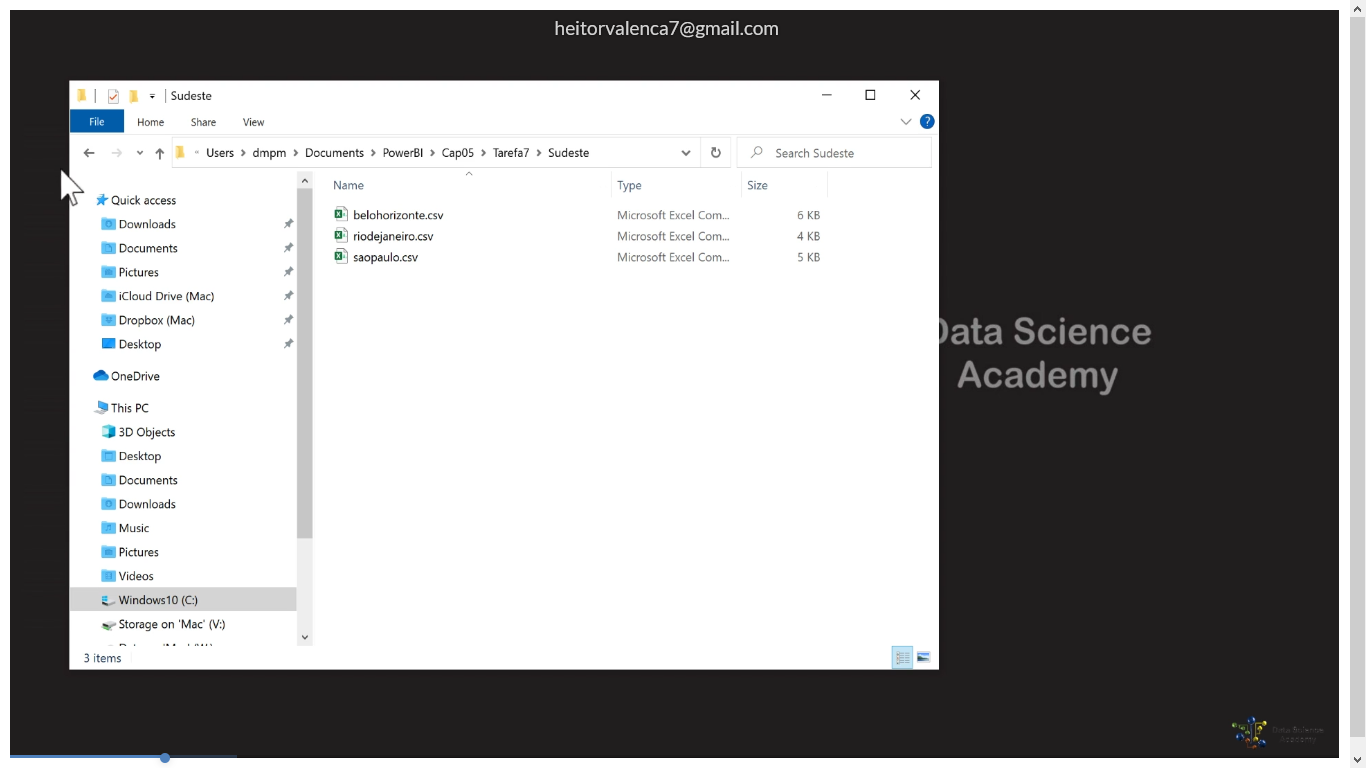 heitorvalenca7@gmail.com
Sudeste
File Home Share View
« Users > dmpm > Documents > PowerBI > Cap05 > Tarefa7 > Sudeste
Search Sudeste
Name Type Size
Quick access
Downloads
Documents
Pictures
iCloud Drive (Mac)
Dropbox (Mac)
Desktop
OneDrive
This PC
3D Objects
Desktop
Documents
Downloads
Music
Pictures
Videos
Windows10 (C:)
Storage on 'Mac' (V:)
belohorizonte.csv Microsoft Excel Com... 6 KB
riodejaneiro.csv Microsoft Excel Com... 4 KB
saopaulo.csv Microsoft Excel Com... 5 KB
3 items
Data Science
Academy
Data Science
Academy